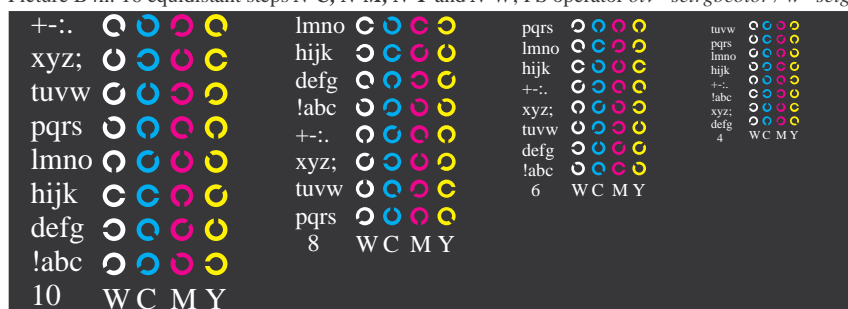 +-:.
xyz;
tuvw
pqrs
lmno
hijk
defg
!abc
10 W C M Y
lmno
hijk
defg
!abc
+-:.
xyz;
tuvw
pqrs
8 W C M Y
pqrs
lmno
hijk
+-:.
xyz;
tuvw
defg
!abc
6 W C M Y
tuvw
pqrs
lmno
hijk
+-:.
!abc
xyz;
defg
4 W C M Y